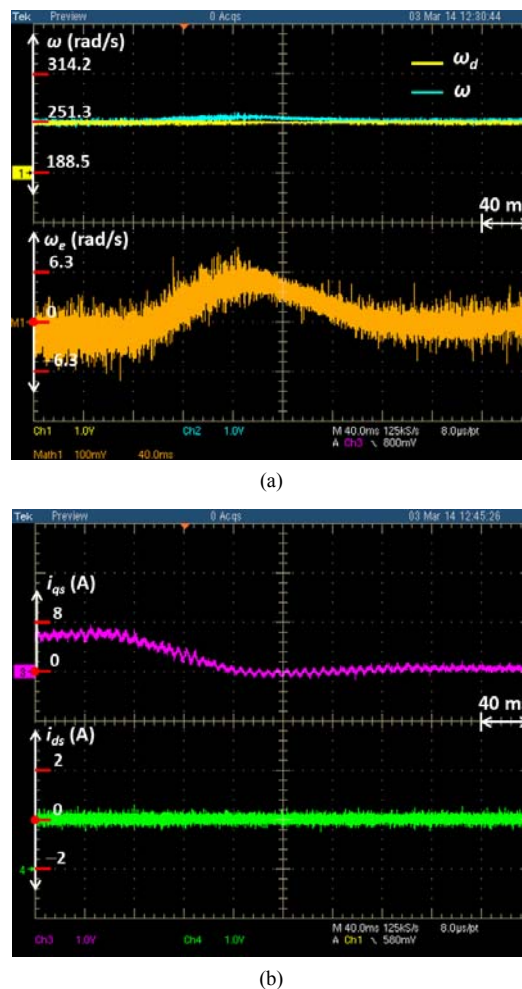 Tek Preview 0 Acqs 03 Mar 14 12:30:44
ω (rad/s)
314.2
ω_d
ω
251.3
188.5
1
40 m
ω_e (rad/s)
6.3
0
M1
−6.3
Ch1 1.0V Ch2 1.0V M 40.0ms 125kS/s 8.0µs/pt
A Ch3 \ 800mV
Math1 100mV 40.0ms
(a)
Tek Preview 0 Acqs 03 Mar 14 12:45:26
i_qs (A)
8
0
3
40 m
i_ds (A)
2
0
−2
4
M 40.0ms 125kS/s 8.0µs/pt
Ch3 1.0V Ch4 1.0V A Ch1 \ 580mV
(b)